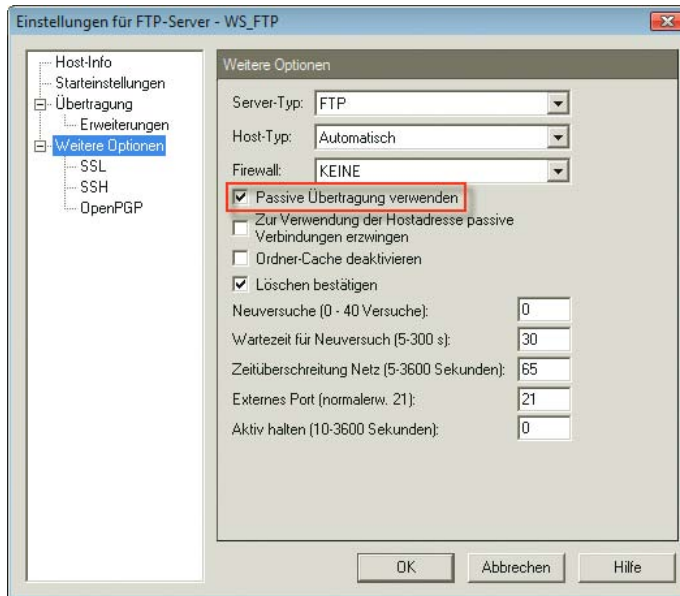 Einstellungen für FTP-Server - WS_FTP
Host-Info
Starteinstellungen
Übertragung
Erweiterungen
Weitere Optionen
SSL
SSH
OpenPGP
Weitere Optionen
Server-Typ: FTP
Host-Typ: Automatisch
Firewall: KEINE
Passive Übertragung verwenden
Zur Verwendung der Hostadresse passive
Verbindungen erzwingen
Ordner-Cache deaktivieren
Löschen bestätigen
Neuversuche (0 - 40 Versuche): 0
Wartezeit für Neuversuch (5-300 s): 30
Zeitüberschreitung Netz (5-3600 Sekunden): 65
Externes Port (normalerw. 21): 21
Aktiv halten (10-3600 Sekunden): 0
OK Abbrechen Hilfe